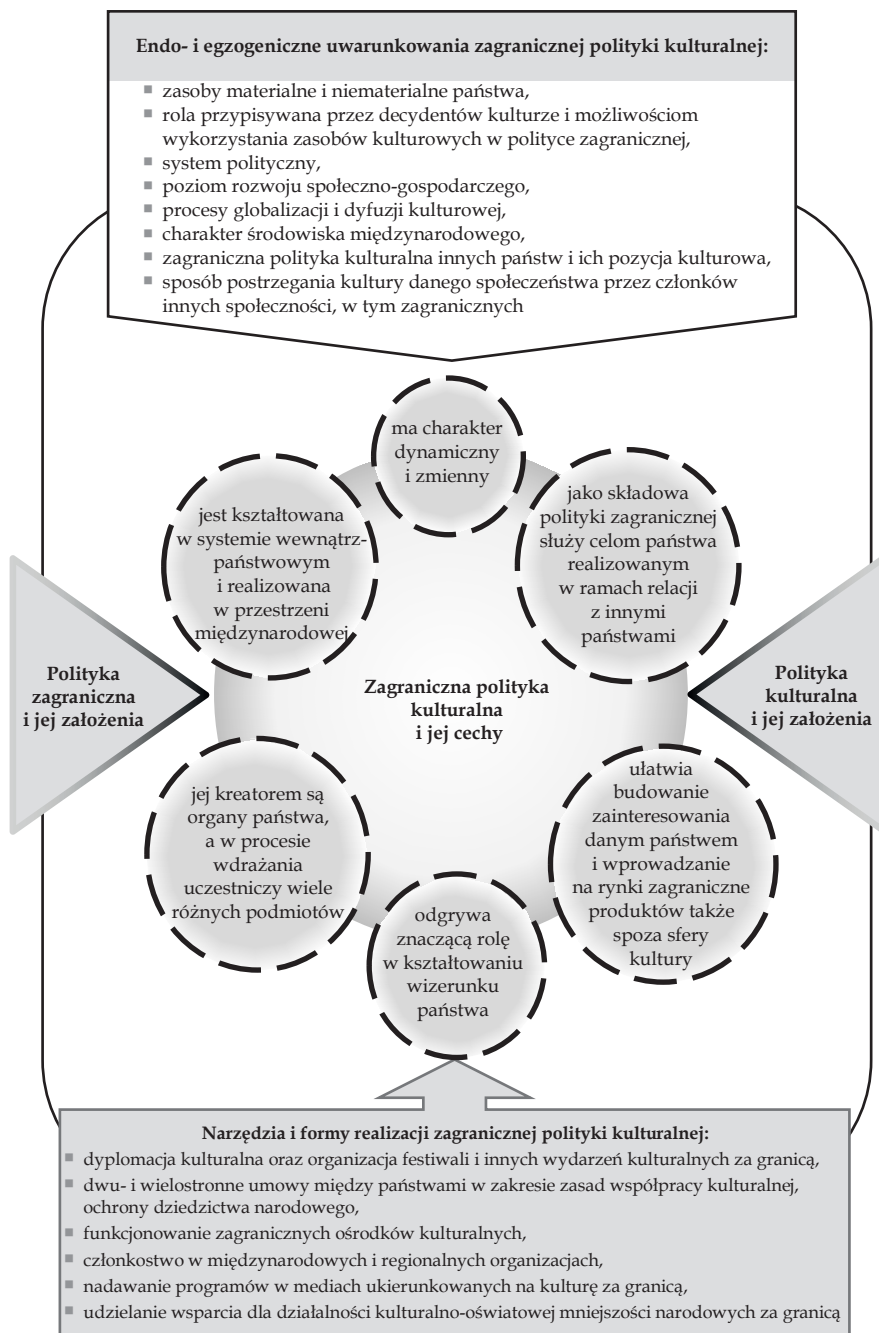 Endo- i egzogeniczne uwarunkowania zagranicznej polityki kulturalnej:
▪ zasoby materialne i niematerialne państwa,
▪ rola przypisywana przez decydentów kulturze i możliwościom
wykorzystania zasobów kulturowych w polityce zagranicznej,
▪ system polityczny,
▪ poziom rozwoju społeczno-gospodarczego,
▪ procesy globalizacji i dyfuzji kulturowej,
▪ charakter środowiska międzynarodowego,
▪ zagraniczna polityka kulturalna innych państw i ich pozycja kulturowa,
▪ sposób postrzegania kultury danego społeczeństwa przez członków
innych społeczności, w tym zagranicznych
ma charakter
dynamiczny
i zmienny
jest kształtowana
w systemie wewnątrz-
państwowym
i realizowana
w przestrzeni
międzynarodowej
jako składowa
polityki zagranicznej
służy celom państwa
realizowanym
w ramach relacji
z innymi
państwami
Polityka
zagraniczna
i jej założenia
Zagraniczna polityka
kulturalna
i jej cechy
Polityka
kulturalna
i jej założenia
jej kreatorem są
organy państwa,
a w procesie
wdrażania
uczestniczy wiele
różnych podmiotów
ułatwia
budowanie
zainteresowania
danym państwem
i wprowadzanie
na rynki zagraniczne
produktów także
spoza sfery
kultury
odgrywa
znaczącą rolę
w kształtowaniu
wizerunku
państwa
Narzędzia i formy realizacji zagranicznej polityki kulturalnej:
▪ dyplomacja kulturalna oraz organizacja festiwali i innych wydarzeń kulturalnych za granicą,
▪ dwu- i wielostronne umowy między państwami w zakresie zasad współpracy kulturalnej,
ochrony dziedzictwa narodowego,
▪ funkcjonowanie zagranicznych ośrodków kulturalnych,
▪ członkostwo w międzynarodowych i regionalnych organizacjach,
▪ nadawanie programów w mediach ukierunkowanych na kulturę za granicą,
▪ udzielanie wsparcia dla działalności kulturalno-oświatowej mniejszości narodowych za granicą